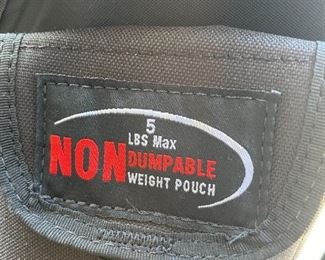 5
LBS Max
NON DUMPABLE
WEIGHT POUCH